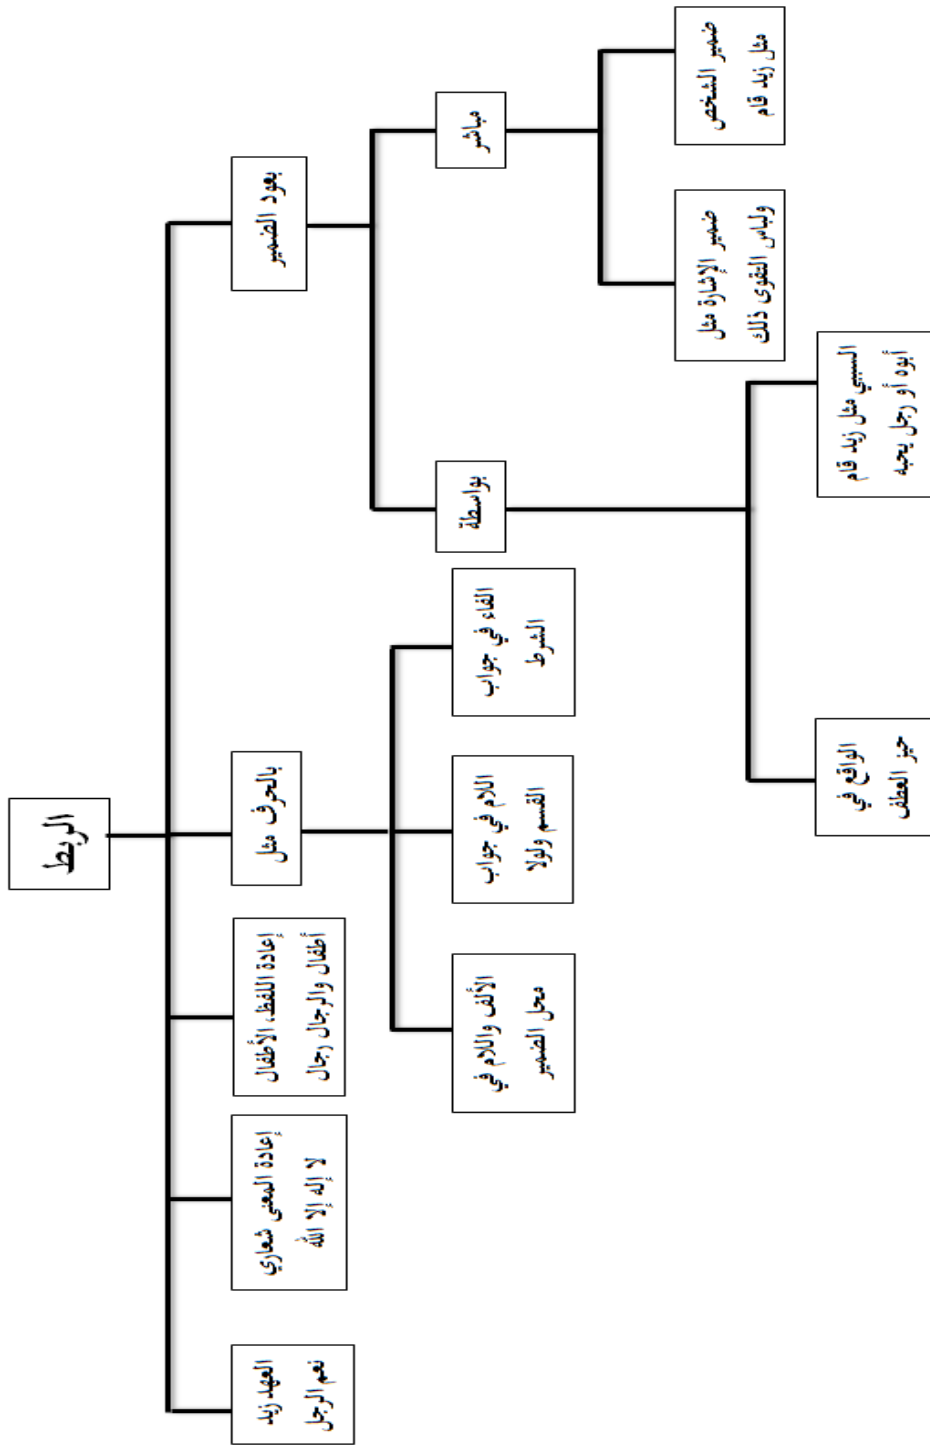 الربط
بعود الضمير
بالحرف مثل
إعادة اللفظ، الأطفال
أطفال والرجال رجال
إعادة المعنى شعاري
لا إله إلا الله
العهد زيد
نعم الرجل
مباشر
بواسطة
الفاء في جواب
الشرط
اللام في جواب
القسم ولولا
الألف واللام في
محل الضمير
ضمير الشخص
مثل زيد قام
ضمير الإشارة مثل
ولباس التقوى ذلك
السببي مثل زيد قام
أبوه أو رجل يحبه
الواقع في
حيز العطف